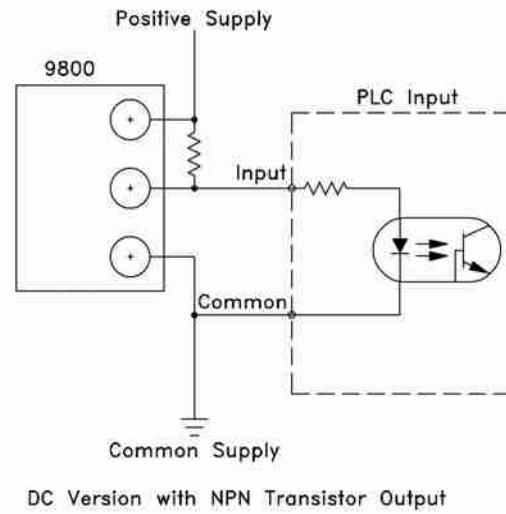 Positive Supply
9800
PLC Input
Input
Common
Common Supply
DC Version with NPN Transistor Output